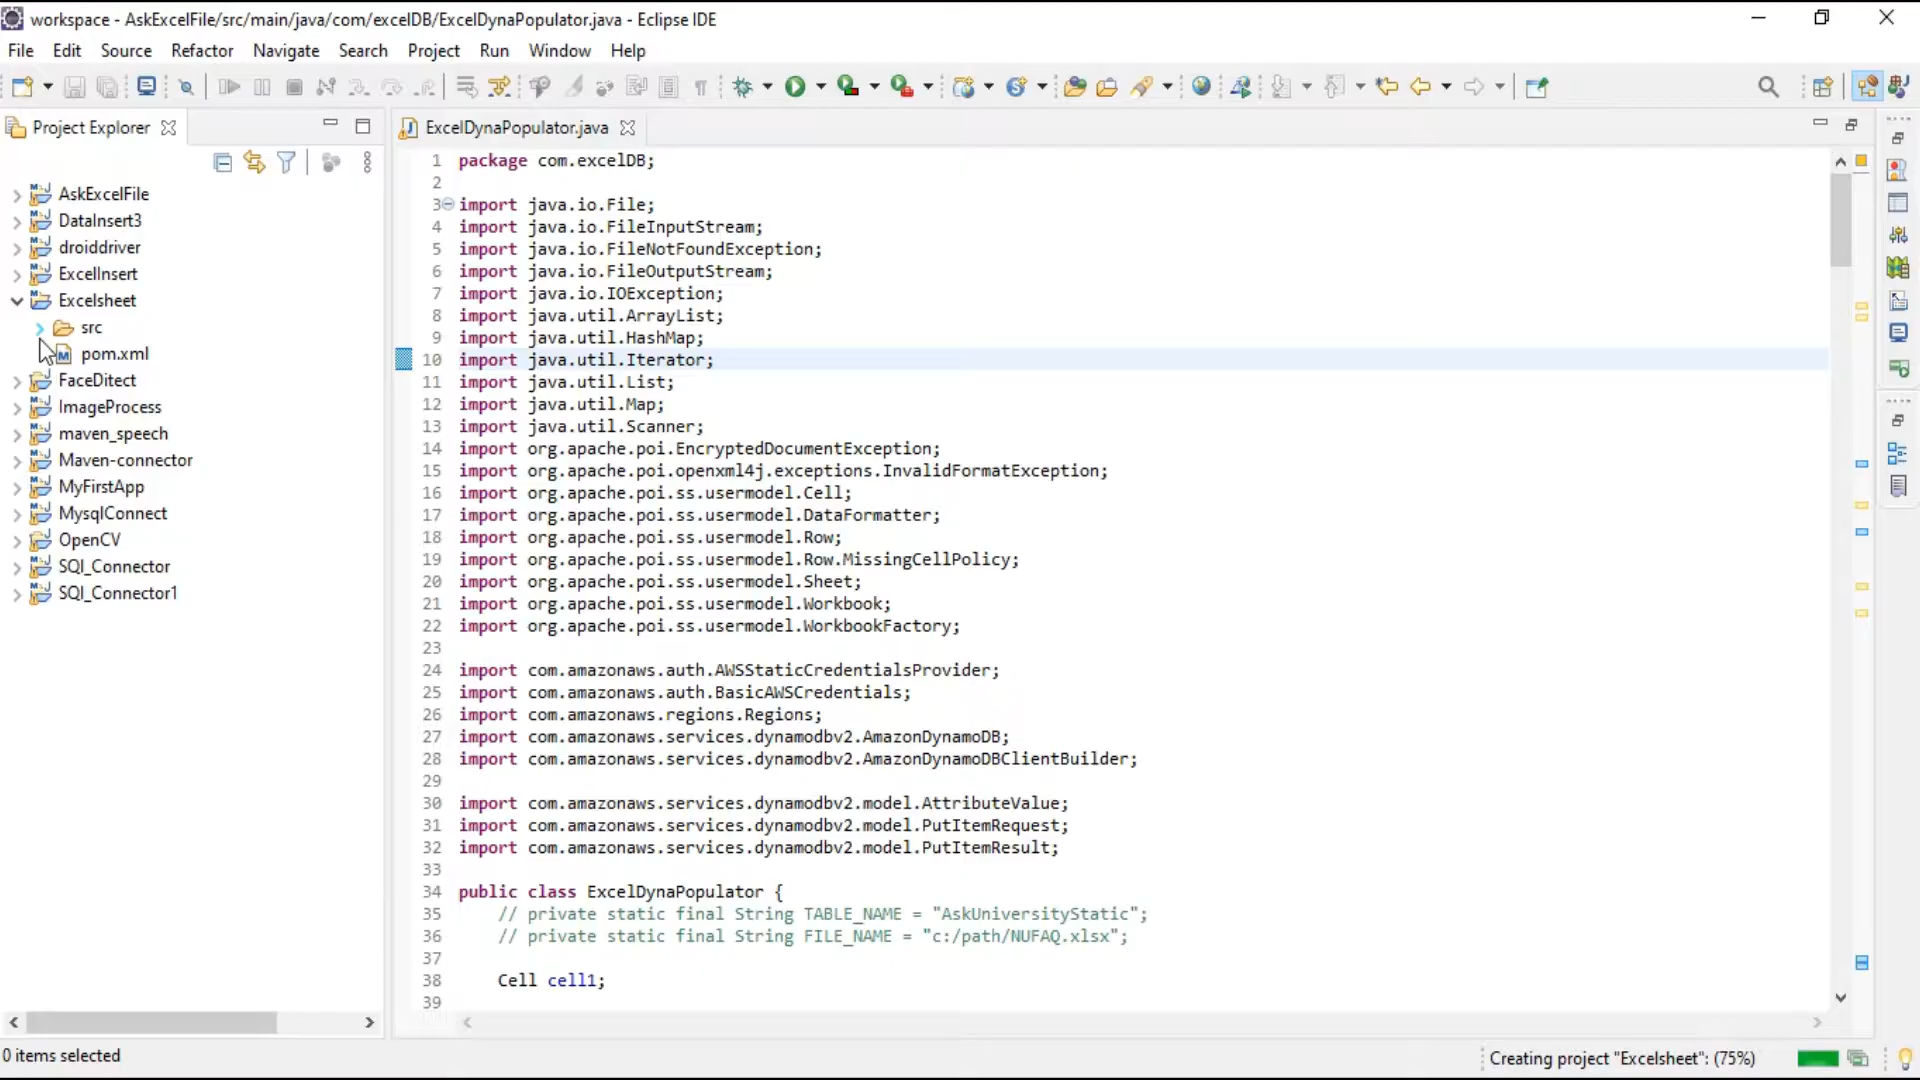 workspace - AskExcelFile/src/main/java/com/excelDB/ExcelDynaPopulator.java - Eclipse IDE
File Edit Source Refactor Navigate Search Project Run Window Help
Project Explorer
AskExcelFile
DataInsert3
droiddriver
ExcelInsert
Excelsheet
src
pom.xml
FaceDitect
ImageProcess
maven_speech
Maven-connector
MyFirstApp
MysqlConnect
OpenCV
SQl_Connector
SQl_Connector1
ExcelDynaPopulator.java
1 package com.excelDB;
2
3 import java.io.File;
4 import java.io.FileInputStream;
5 import java.io.FileNotFoundException;
6 import java.io.FileOutputStream;
7 import java.io.IOException;
8 import java.util.ArrayList;
9 import java.util.HashMap;
10 import java.util.Iterator;
11 import java.util.List;
12 import java.util.Map;
13 import java.util.Scanner;
14 import org.apache.poi.EncryptedDocumentException;
15 import org.apache.poi.openxml4j.exceptions.InvalidFormatException;
16 import org.apache.poi.ss.usermodel.Cell;
17 import org.apache.poi.ss.usermodel.DataFormatter;
18 import org.apache.poi.ss.usermodel.Row;
19 import org.apache.poi.ss.usermodel.Row.MissingCellPolicy;
20 import org.apache.poi.ss.usermodel.Sheet;
21 import org.apache.poi.ss.usermodel.Workbook;
22 import org.apache.poi.ss.usermodel.WorkbookFactory;
23
24 import com.amazonaws.auth.AWSStaticCredentialsProvider;
25 import com.amazonaws.auth.BasicAWSCredentials;
26 import com.amazonaws.regions.Regions;
27 import com.amazonaws.services.dynamodbv2.AmazonDynamoDB;
28 import com.amazonaws.services.dynamodbv2.AmazonDynamoDBClientBuilder;
29
30 import com.amazonaws.services.dynamodbv2.model.AttributeValue;
31 import com.amazonaws.services.dynamodbv2.model.PutItemRequest;
32 import com.amazonaws.services.dynamodbv2.model.PutItemResult;
33
34 public class ExcelDynaPopulator {
35 // private static final String TABLE_NAME = "AskUniversityStatic";
36 // private static final String FILE_NAME = "c:/path/NUFAQ.xlsx";
37
38 Cell cell1;
39
0 items selected
Creating project "Excelsheet": (75%)